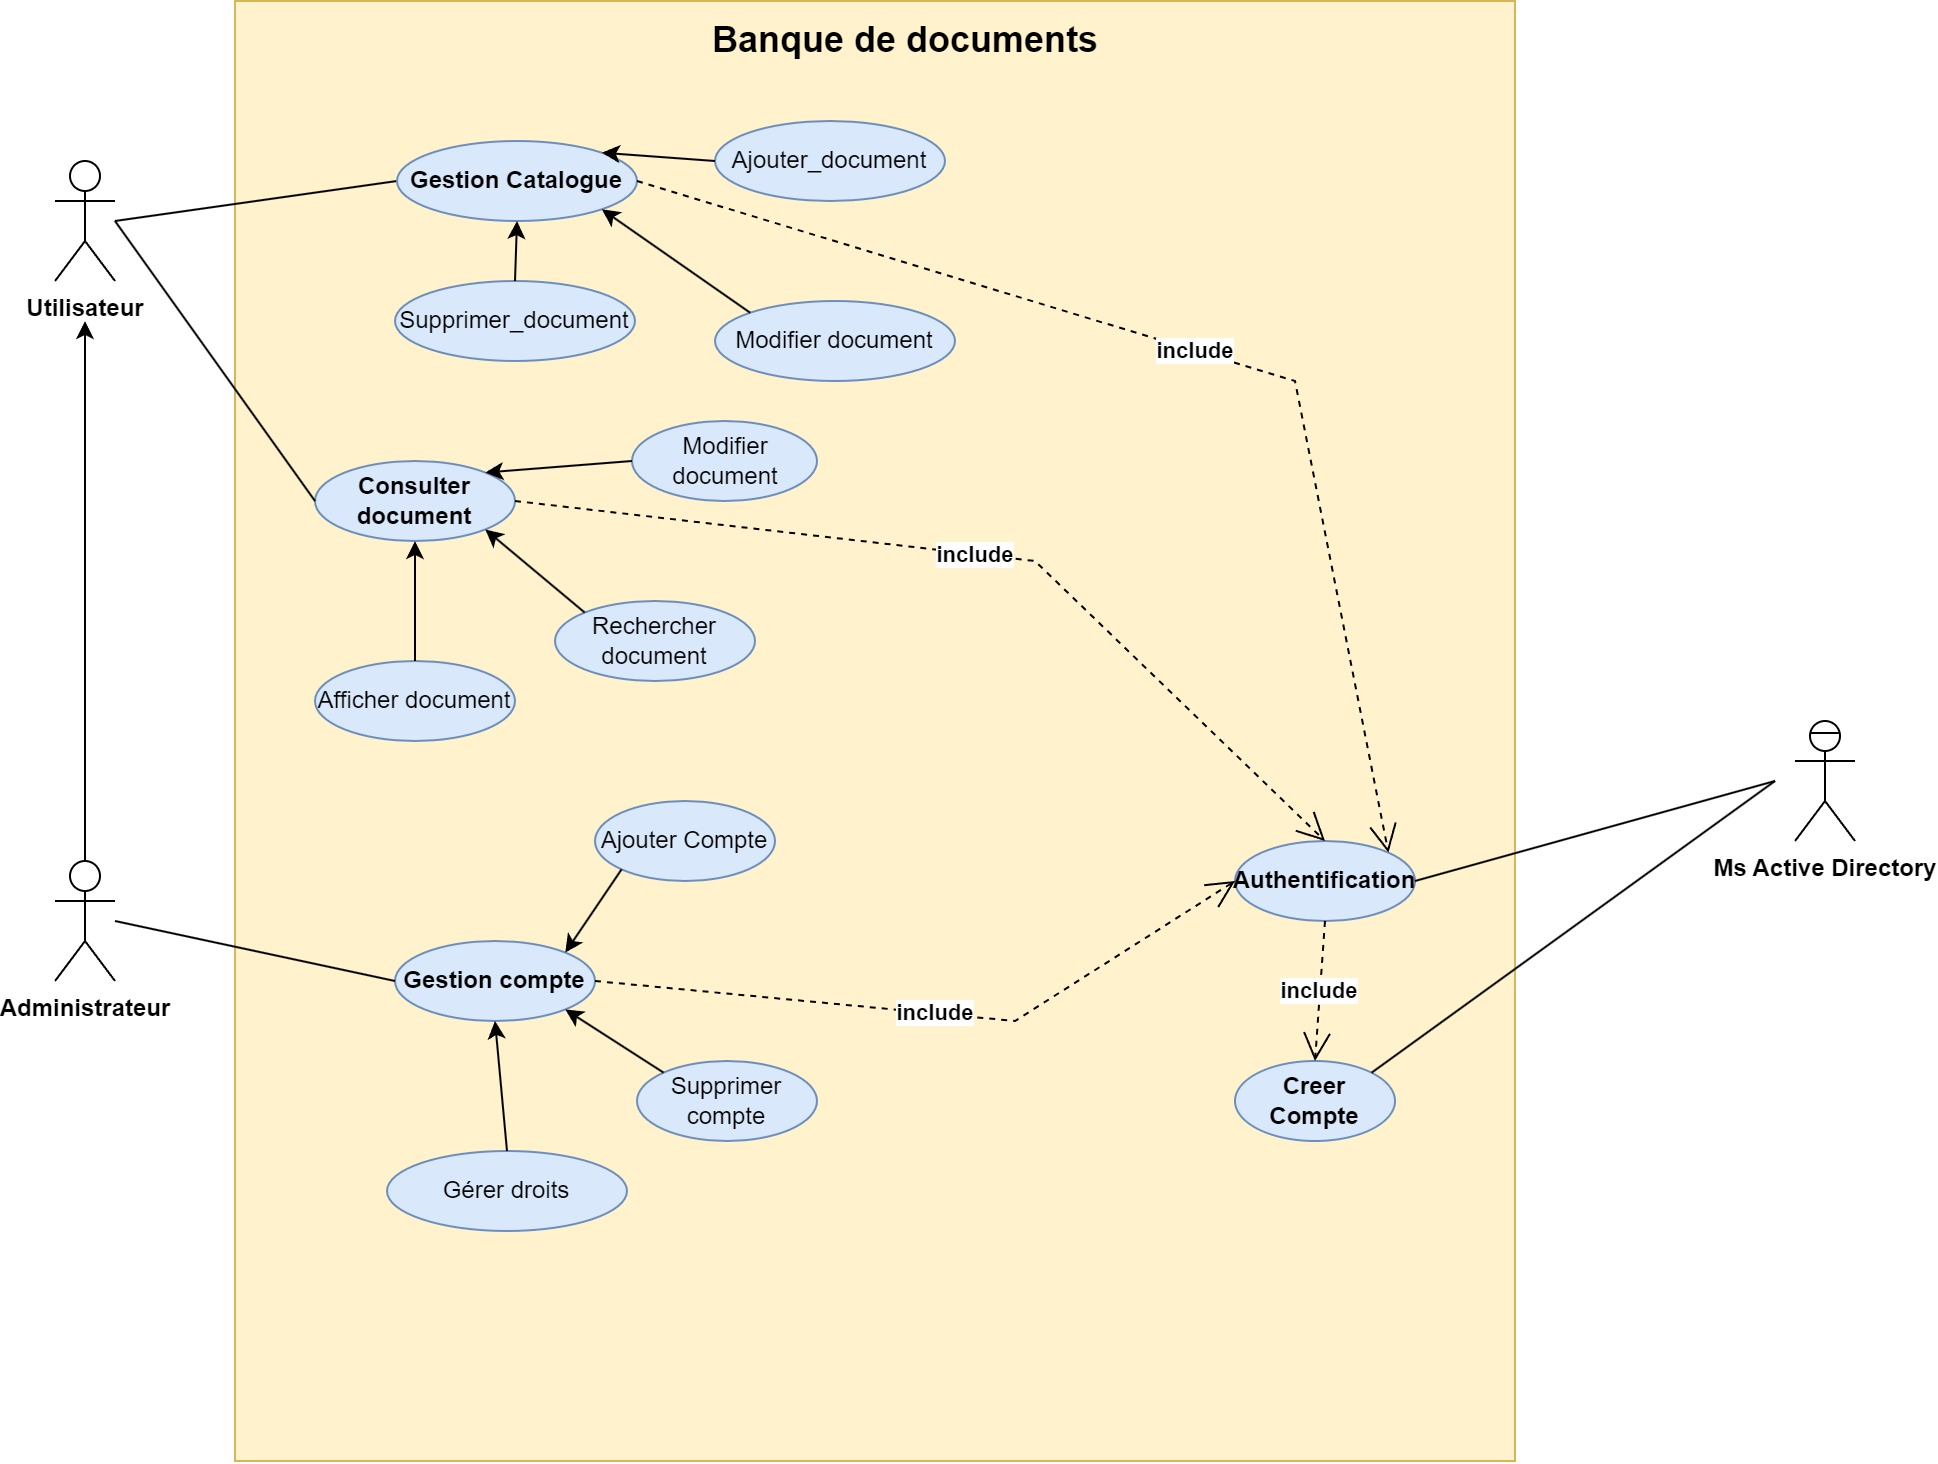 Banque de documents
Ajouter_document
Gestion Catalogue
Utilisateur
Supprimer_document
Modifier document
include
Modifier
document
Consulter
document
include
Rechercher
document
Afficher document
Ajouter Compte
Authentification
Ms Active Directory
Gestion compte
Administrateur
include
include
Supprimer
compte
Creer
Compte
Gérer droits